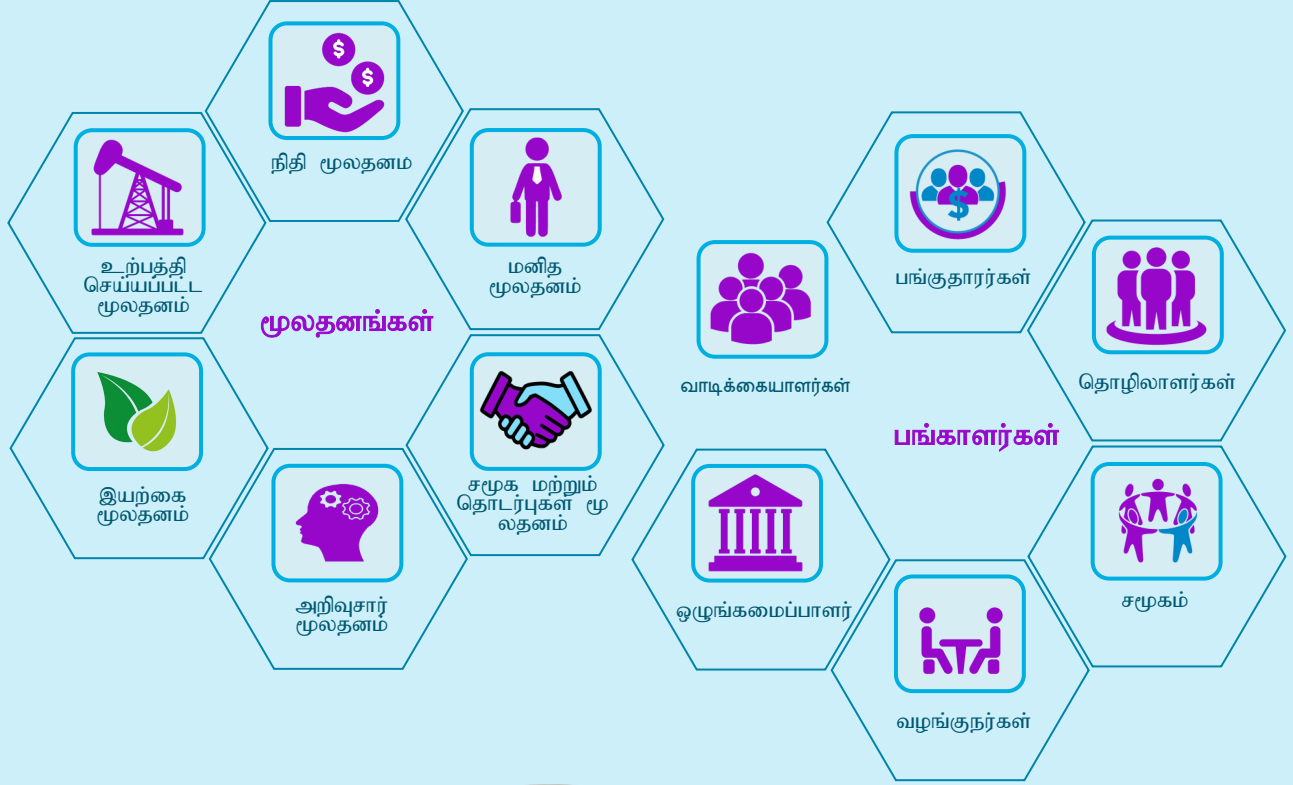 நிதி மூலதனம்
உற்பத்தி
செய்யப்பட்ட
மூலதனம்
மனித
மூலதனம்
மூலதனங்கள்
இயற்கை
மூலதனம்
சமூக மற்றும்
தொடர்புகள் மூ
லதனம்
அறிவுசார்
மூலதனம்
பங்குதாரர்கள்
வாடிக்கையாளர்கள்
தொழிலாளர்கள்
பங்காளர்கள்
ஒழுங்கமைப்பாளர்
சமூகம்
வழங்குநர்கள்